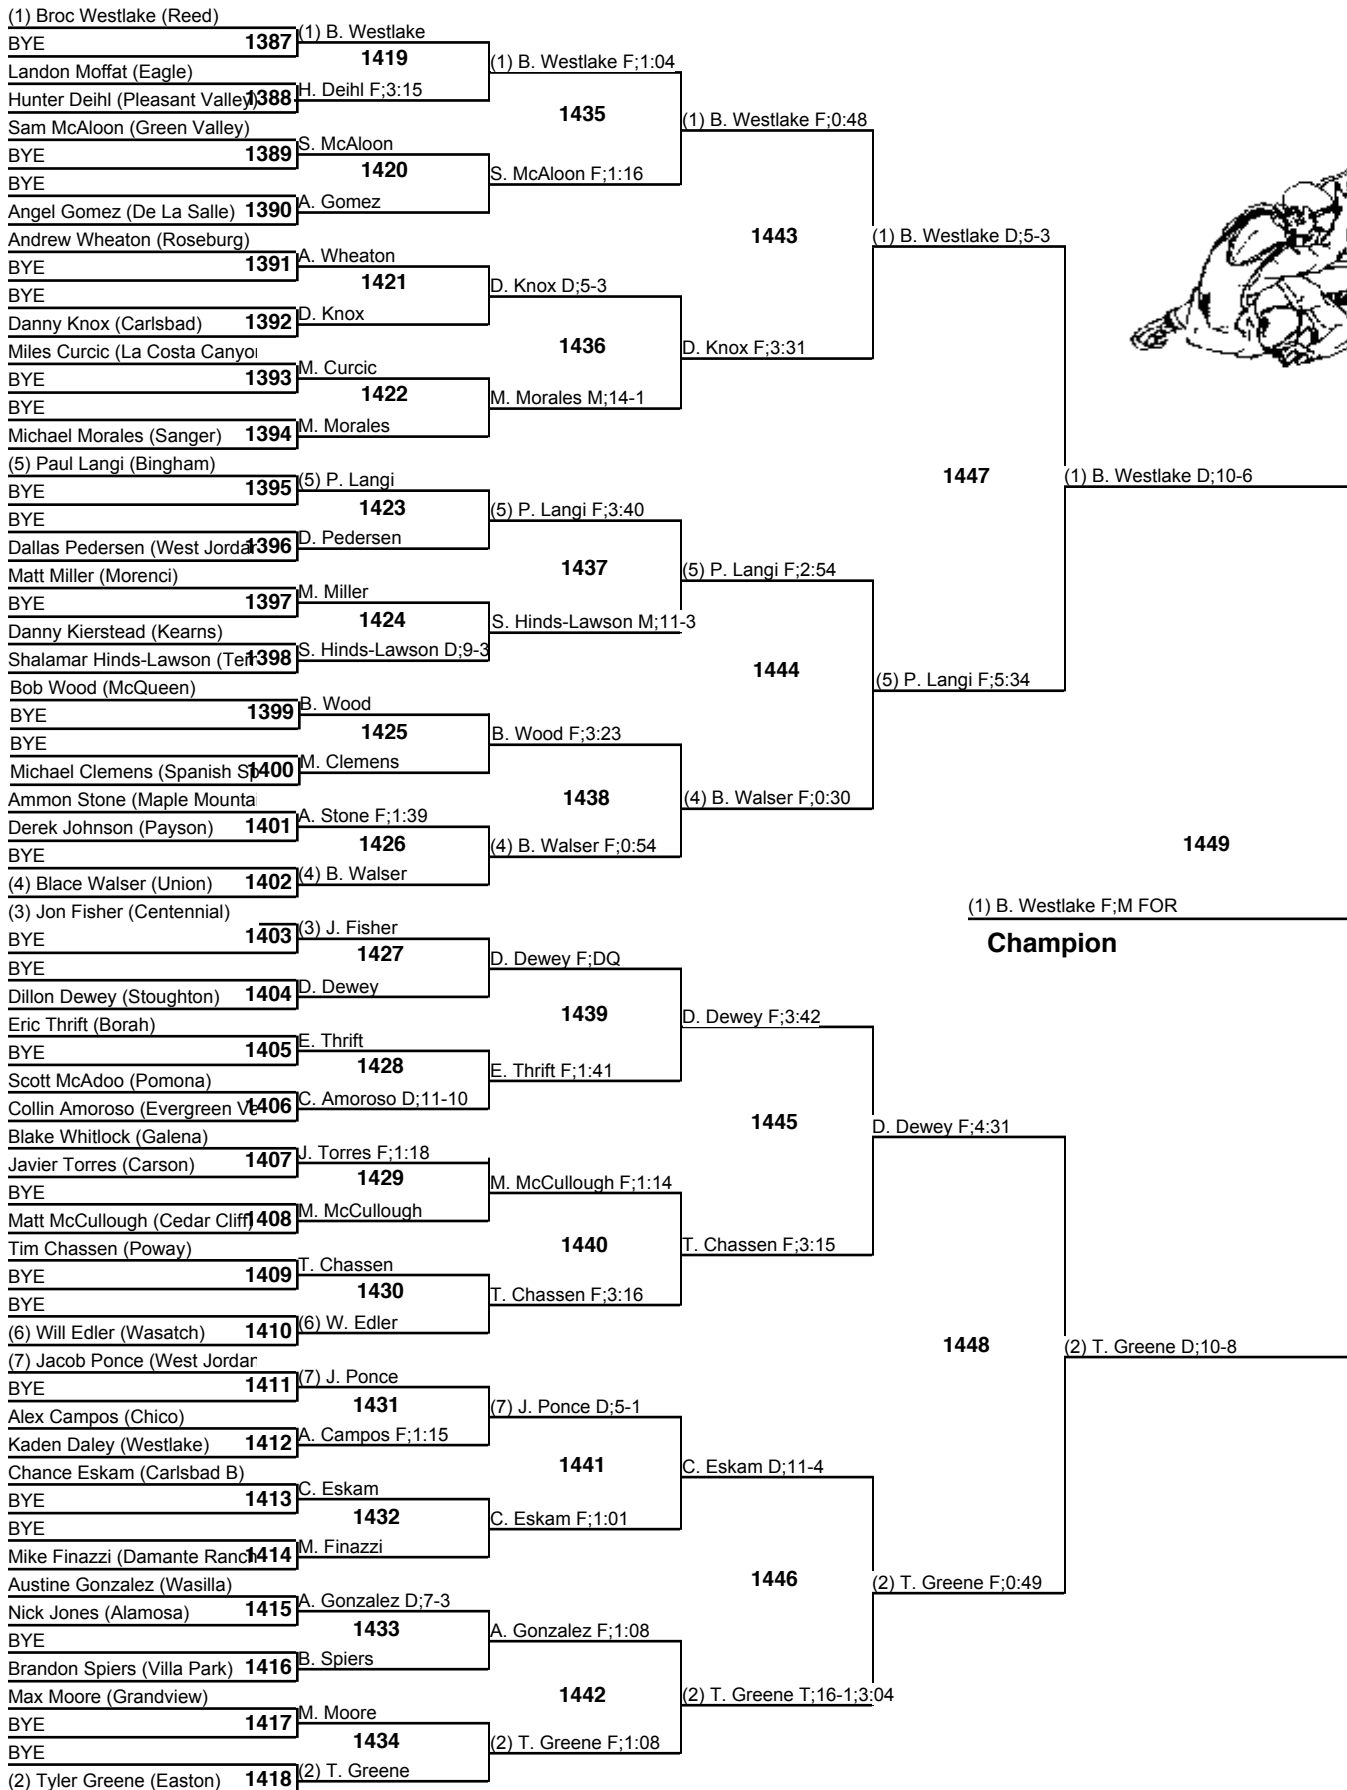 (1) Broc Westlake (Reed)
BYE
1387
Landon Moffat (Eagle)
Hunter Deihl (Pleasant Valley)
1388
Sam McAloon (Green Valley)
BYE
1389
BYE
Angel Gomez (De La Salle)
1390
Andrew Wheaton (Roseburg)
BYE
1391
BYE
Danny Knox (Carlsbad)
1392
Miles Curcic (La Costa Canyon
BYE
1393
BYE
Michael Morales (Sanger)
1394
(5) Paul Langi (Bingham)
BYE
1395
BYE
Dallas Pedersen (West Jordan
1396
Matt Miller (Morenci)
BYE
1397
Danny Kierstead (Kearns)
Shalamar Hinds-Lawson (Tem
1398
Bob Wood (McQueen)
BYE
1399
BYE
Michael Clemens (Spanish Sp
1400
Ammon Stone (Maple Mountai
Derek Johnson (Payson)
1401
BYE
(4) Blace Walser (Union)
1402
(3) Jon Fisher (Centennial)
BYE
1403
BYE
Dillon Dewey (Stoughton)
1404
Eric Thrift (Borah)
BYE
1405
Scott McAdoo (Pomona)
Collin Amoroso (Evergreen Va
1406
Blake Whitlock (Galena)
Javier Torres (Carson)
1407
BYE
Matt McCullough (Cedar Cliff)
1408
Tim Chassen (Poway)
BYE
1409
BYE
(6) Will Edler (Wasatch)
1410
(7) Jacob Ponce (West Jordan
BYE
1411
Alex Campos (Chico)
Kaden Daley (Westlake)
1412
Chance Eskam (Carlsbad B)
BYE
1413
BYE
Mike Finazzi (Damante Ranch
1414
Austine Gonzalez (Wasilla)
Nick Jones (Alamosa)
1415
BYE
Brandon Spiers (Villa Park)
1416
Max Moore (Grandview)
BYE
1417
BYE
(2) Tyler Greene (Easton)
1418
(1) B. Westlake
1419
H. Deihl F;3:15
S. McAloon
1420
A. Gomez
A. Wheaton
1421
D. Knox
M. Curcic
1422
M. Morales
(5) P. Langi
1423
D. Pedersen
M. Miller
1424
S. Hinds-Lawson D;9-3
B. Wood
1425
M. Clemens
A. Stone F;1:39
1426
(4) B. Walser
(3) J. Fisher
1427
D. Dewey
E. Thrift
1428
C. Amoroso D;11-10
J. Torres F;1:18
1429
M. McCullough
T. Chassen
1430
(6) W. Edler
(7) J. Ponce
1431
A. Campos F;1:15
C. Eskam
1432
M. Finazzi
A. Gonzalez D;7-3
1433
B. Spiers
M. Moore
1434
(2) T. Greene
(1) B. Westlake F;1:04
1435
S. McAloon F;1:16
D. Knox D;5-3
1436
M. Morales M;14-1
(5) P. Langi F;3:40
1437
S. Hinds-Lawson M;11-3
B. Wood F;3:23
1438
(4) B. Walser F;0:54
D. Dewey F;DQ
1439
E. Thrift F;1:41
M. McCullough F;1:14
1440
T. Chassen F;3:16
(7) J. Ponce D;5-1
1441
C. Eskam F;1:01
A. Gonzalez F;1:08
1442
(2) T. Greene F;1:08
(1) B. Westlake F;0:48
1443
D. Knox F;3:31
(5) P. Langi F;2:54
1444
(4) B. Walser F;0:30
D. Dewey F;3:42
1445
T. Chassen F;3:15
C. Eskam D;11-4
1446
(2) T. Greene T;16-1;3:04
(1) B. Westlake D;5-3
1447
(5) P. Langi F;5:34
D. Dewey F;4:31
1448
(2) T. Greene F;0:49
(1) B. Westlake D;10-6
1449
(2) T. Greene D;10-8
(1) B. Westlake F;M FOR
Champion